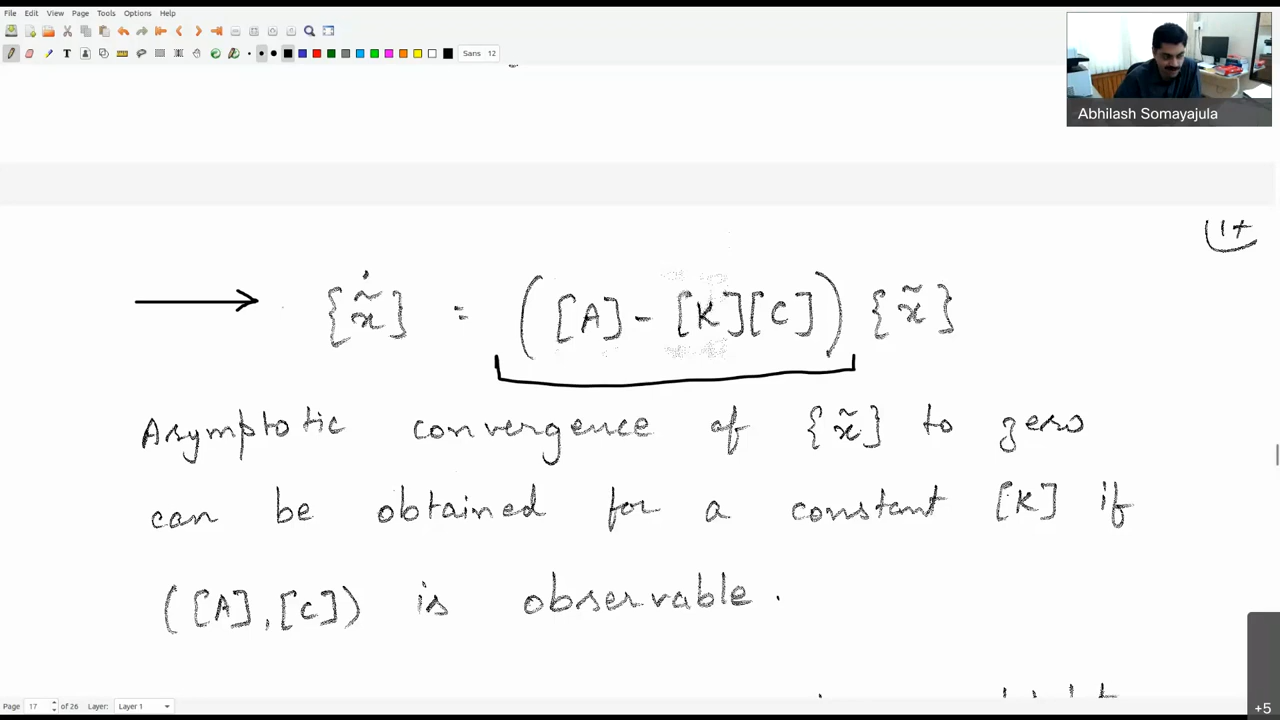 File Edit View Page Tools Options Help
Sans 12
Abhilash Somayajula
{x̃̇} = ([A] - [K][C]) {x̃}
Asymptotic convergence of {x̃} to zero
can be obtained for a constant [K] if
([A], [C]) is observable.
Page 17 of 26 Layer: Layer 1
+5